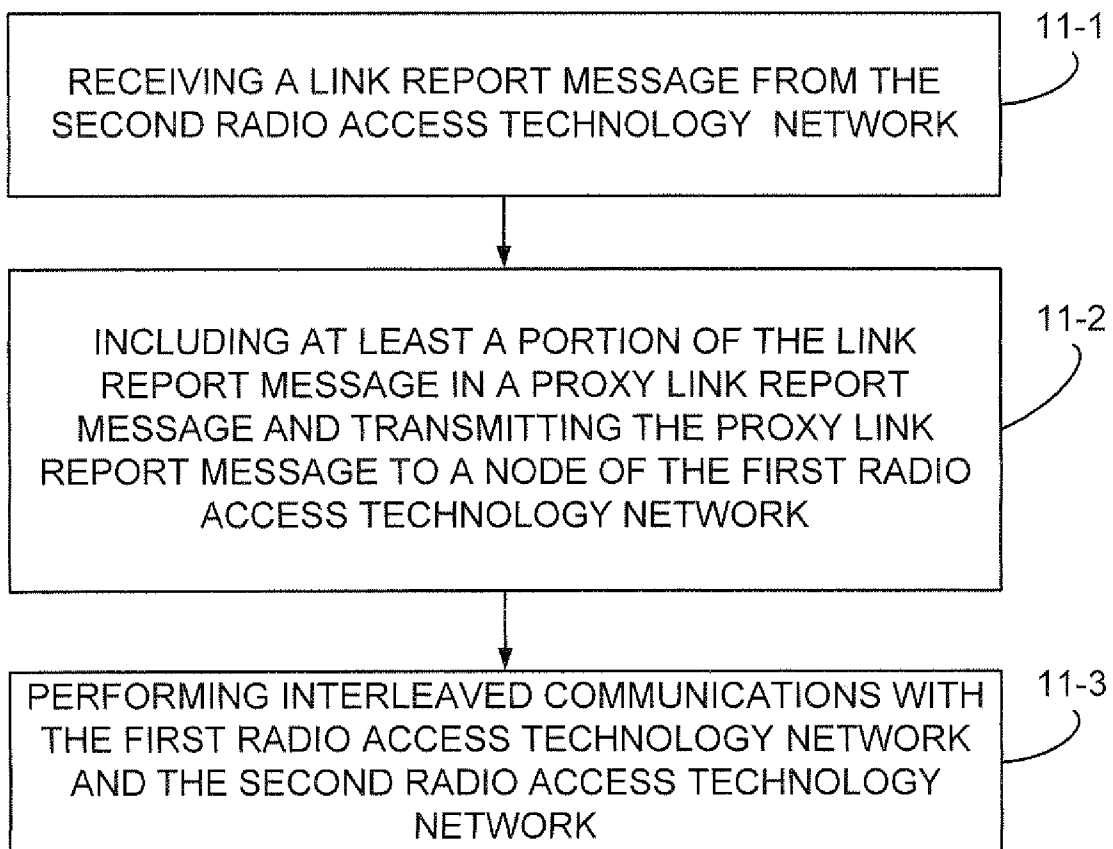 11-1
RECEIVING A LINK REPORT MESSAGE FROM THE
SECOND RADIO ACCESS TECHNOLOGY NETWORK
11-2
INCLUDING AT LEAST A PORTION OF THE LINK
REPORT MESSAGE IN A PROXY LINK REPORT
MESSAGE AND TRANSMITTING THE PROXY LINK
REPORT MESSAGE TO A NODE OF THE FIRST RADIO
ACCESS TECHNOLOGY NETWORK
11-3
PERFORMING INTERLEAVED COMMUNICATIONS WITH
THE FIRST RADIO ACCESS TECHNOLOGY NETWORK
AND THE SECOND RADIO ACCESS TECHNOLOGY
NETWORK